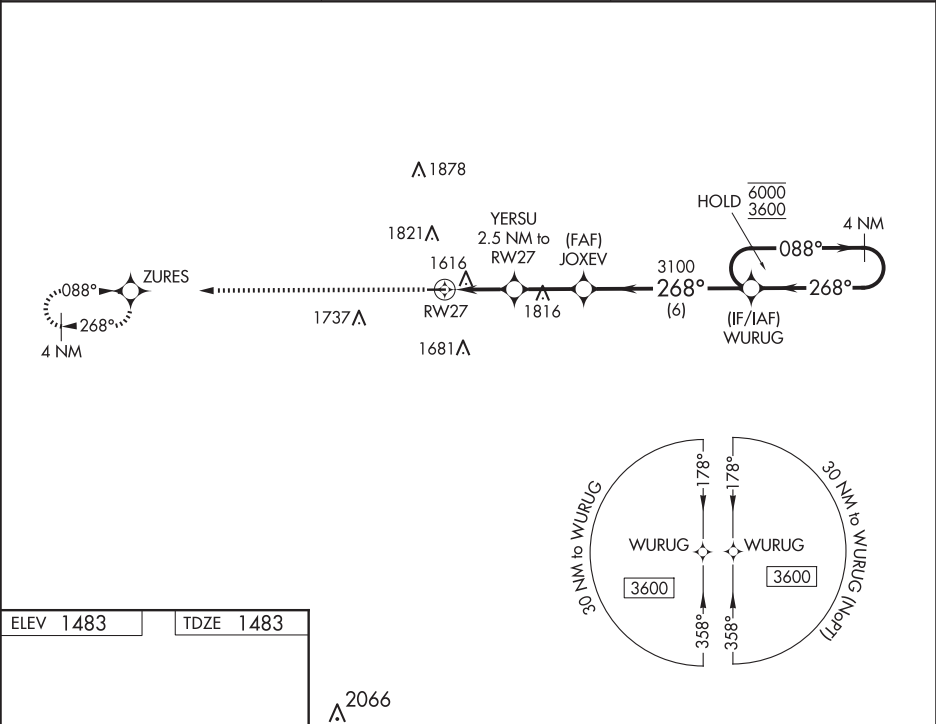 1878
HOLD 6000
3600
4 NM
1821
YERSU
2.5 NM to
RW27
(FAF)
JOXEV
088°
1616
3100
268°
(6)
268°
ZURES
088°
268°
4 NM
RW27
1816
1737
1681
(IF/IAF)
WURUG
30 NM to WURUG
178°
178°
30 NM to WURUG (NoPT)
WURUG
WURUG
3600
3600
358°
358°
ELEV 1483
TDZE 1483
2066